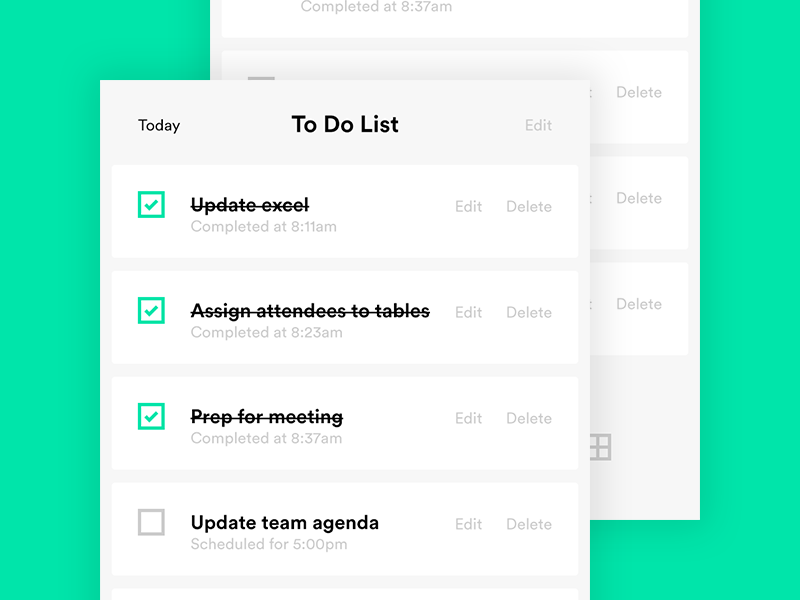 Completed at 8:37am
Delete
Delete
Delete
Today To Do List Edit
Update excel Edit Delete
Completed at 8:11am
Assign attendees to tables Edit Delete
Completed at 8:23am
Prep for meeting Edit Delete
Completed at 8:37am
Update team agenda Edit Delete
Scheduled for 5:00pm